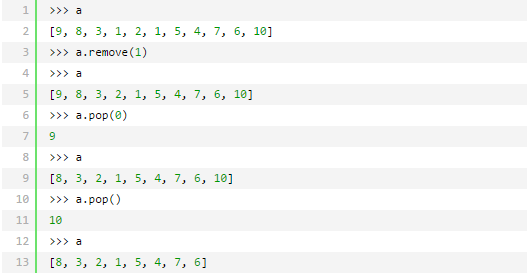 1 >>> a
2 [9, 8, 3, 1, 2, 1, 5, 4, 7, 6, 10]
3 >>> a.remove(1)
4 >>> a
5 [9, 8, 3, 2, 1, 5, 4, 7, 6, 10]
6 >>> a.pop(0)
7 9
8 >>> a
9 [8, 3, 2, 1, 5, 4, 7, 6, 10]
10 >>> a.pop()
11 10
12 >>> a
13 [8, 3, 2, 1, 5, 4, 7, 6]